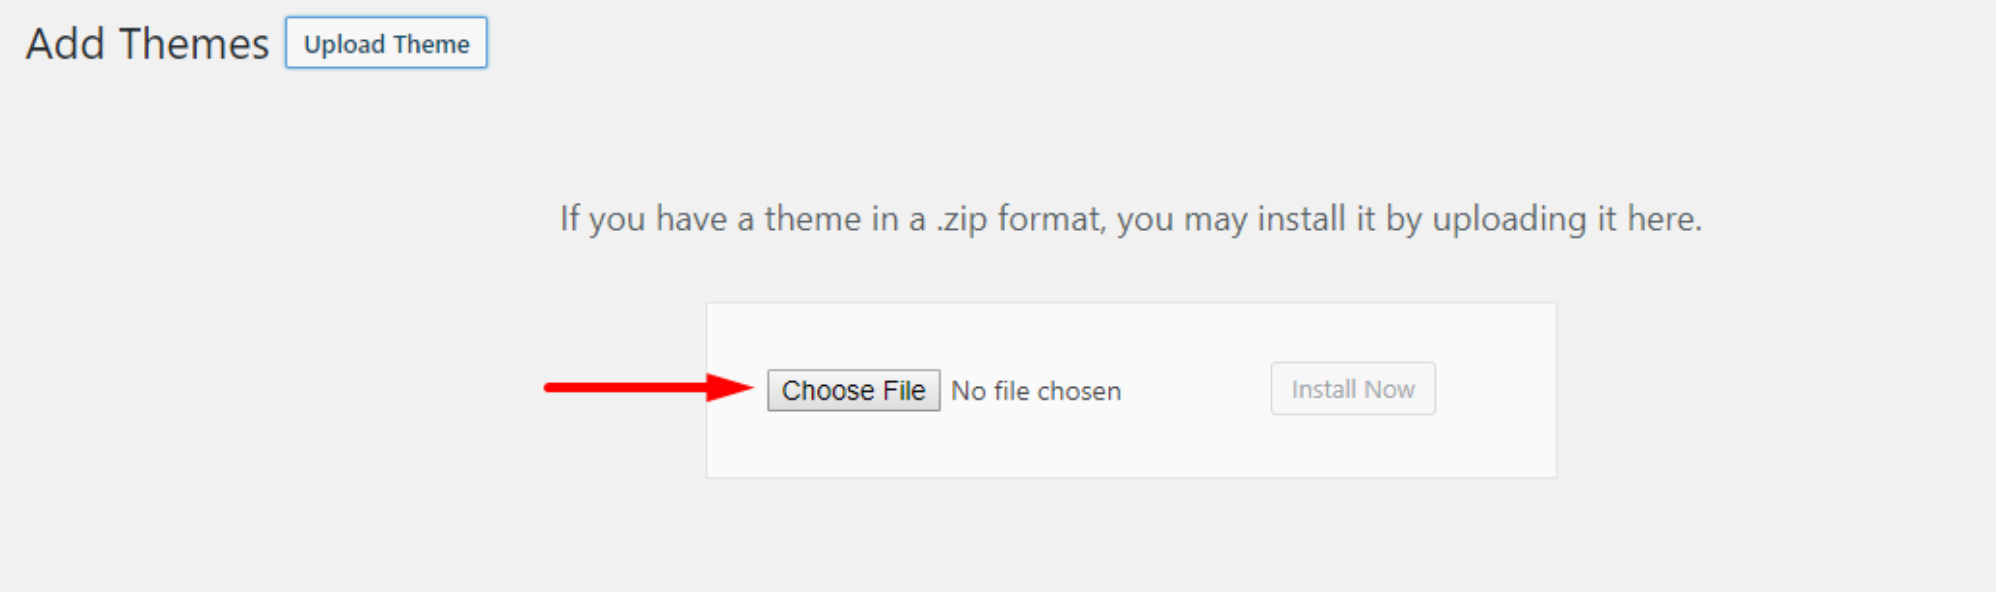 Add Themes Upload Theme
If you have a theme in a .zip format, you may install it by uploading it here.
Choose File No file chosen Install Now